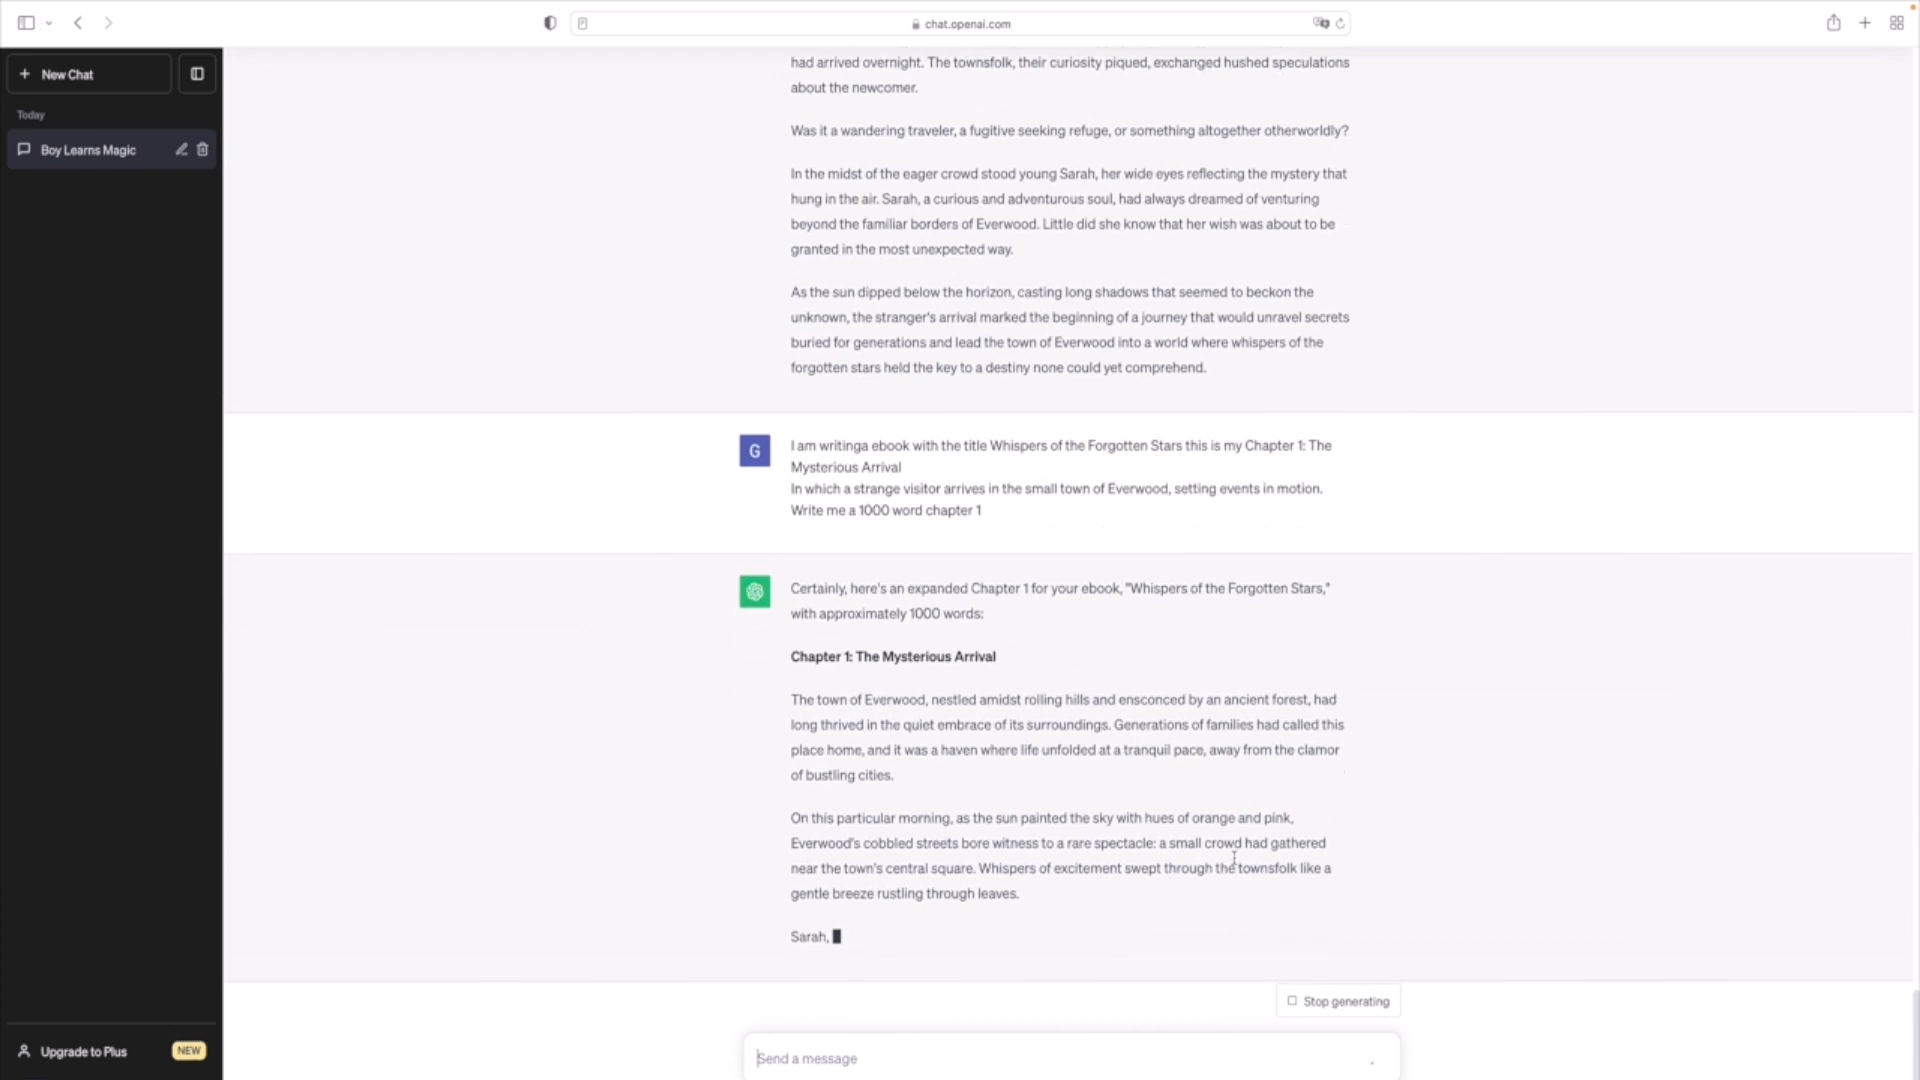 chat.openai.com
New Chat
Today
Boy Learns Magic
had arrived overnight. The townsfolk, their curiosity piqued, exchanged hushed speculations
about the newcomer.
Was it a wandering traveler, a fugitive seeking refuge, or something altogether otherworldly?
In the midst of the eager crowd stood young Sarah, her wide eyes reflecting the mystery that
hung in the air. Sarah, a curious and adventurous soul, had always dreamed of venturing
beyond the familiar borders of Everwood. Little did she know that her wish was about to be
granted in the most unexpected way.
As the sun dipped below the horizon, casting long shadows that seemed to beckon the
unknown, the stranger's arrival marked the beginning of a journey that would unravel secrets
buried for generations and lead the town of Everwood into a world where whispers of the
forgotten stars held the key to a destiny none could yet comprehend.
G
I am writinga ebook with the title Whispers of the Forgotten Stars this is my Chapter 1: The
Mysterious Arrival
In which a strange visitor arrives in the small town of Everwood, setting events in motion.
Write me a 1000 word chapter 1
Certainly, here's an expanded Chapter 1 for your ebook, "Whispers of the Forgotten Stars,"
with approximately 1000 words:
Chapter 1: The Mysterious Arrival
The town of Everwood, nestled amidst rolling hills and ensconced by an ancient forest, had
long thrived in the quiet embrace of its surroundings. Generations of families had called this
place home, and it was a haven where life unfolded at a tranquil pace, away from the clamor
of bustling cities.
On this particular morning, as the sun painted the sky with hues of orange and pink,
Everwood's cobbled streets bore witness to a rare spectacle: a small crowd had gathered
near the town's central square. Whispers of excitement swept through the townsfolk like a
gentle breeze rustling through leaves.
Sarah,
Stop generating
Upgrade to Plus NEW
Send a message